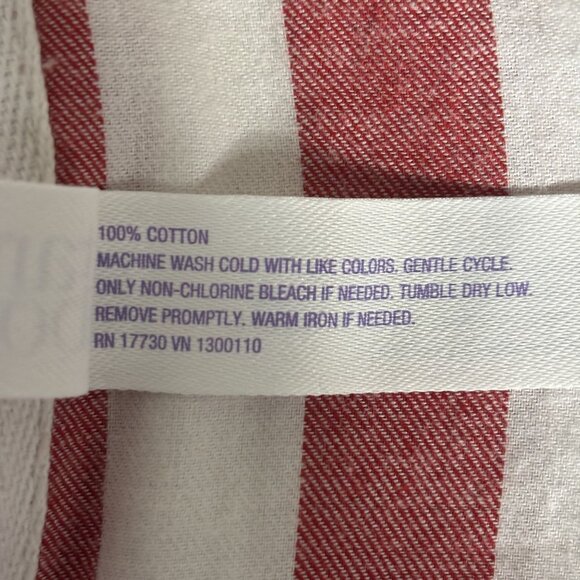 100% COTTON
MACHINE WASH COLD WITH LIKE COLORS. GENTLE CYCLE.
ONLY NON-CHLORINE BLEACH IF NEEDED. TUMBLE DRY LOW.
REMOVE PROMPTLY. WARM IRON IF NEEDED.
RN 17730 VN 1300110